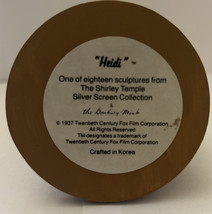 "Heidi" ™
One of eighteen sculptures from
The Shirley Temple
Silver Screen Collection
The Danbury Mint
© 1937 Twentieth Century Fox Film Corporation
All Rights Reserved
TM designates a trademark of
Twentieth Century Fox Film Corporation
Crafted in Korea